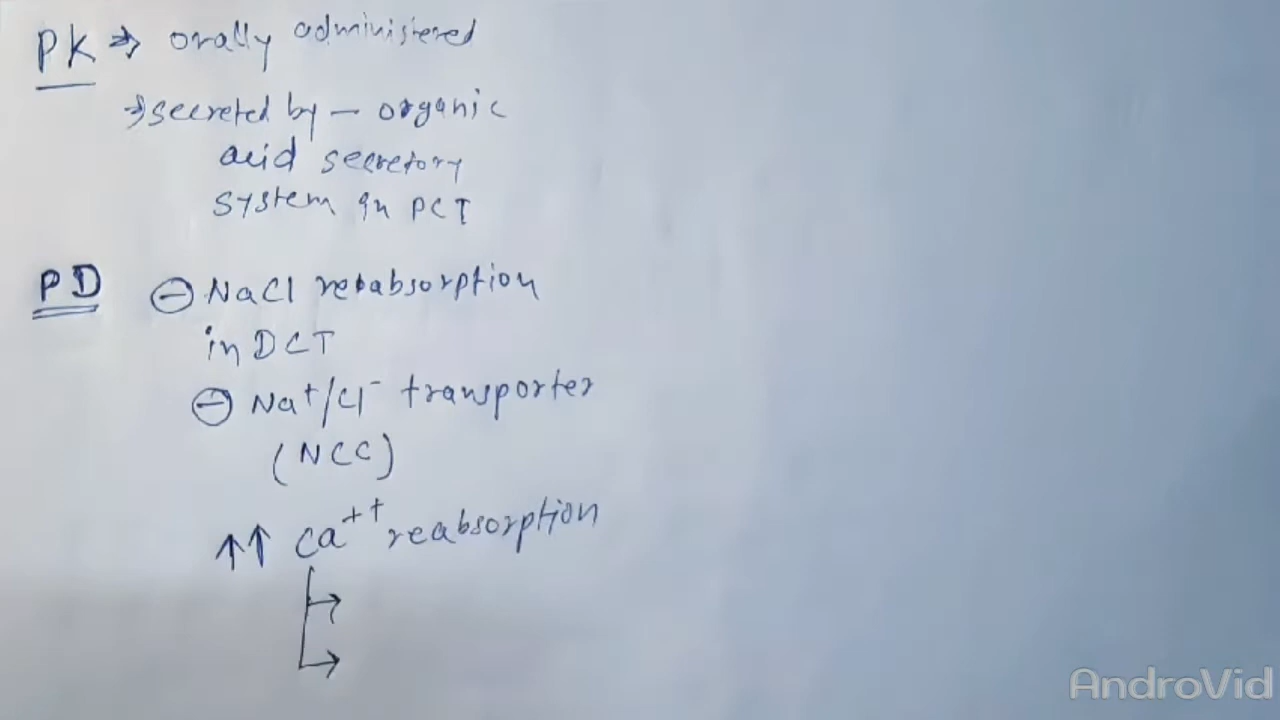 PK → orally administered
→ secreted by - organic
acid secretory
system in PCT
PD ⊖ NaCl reabsorption
in DCT
⊖ Na⁺/Cl⁻ transporter
(NCC)
↑↑ Ca⁺⁺ reabsorption
AndroVid